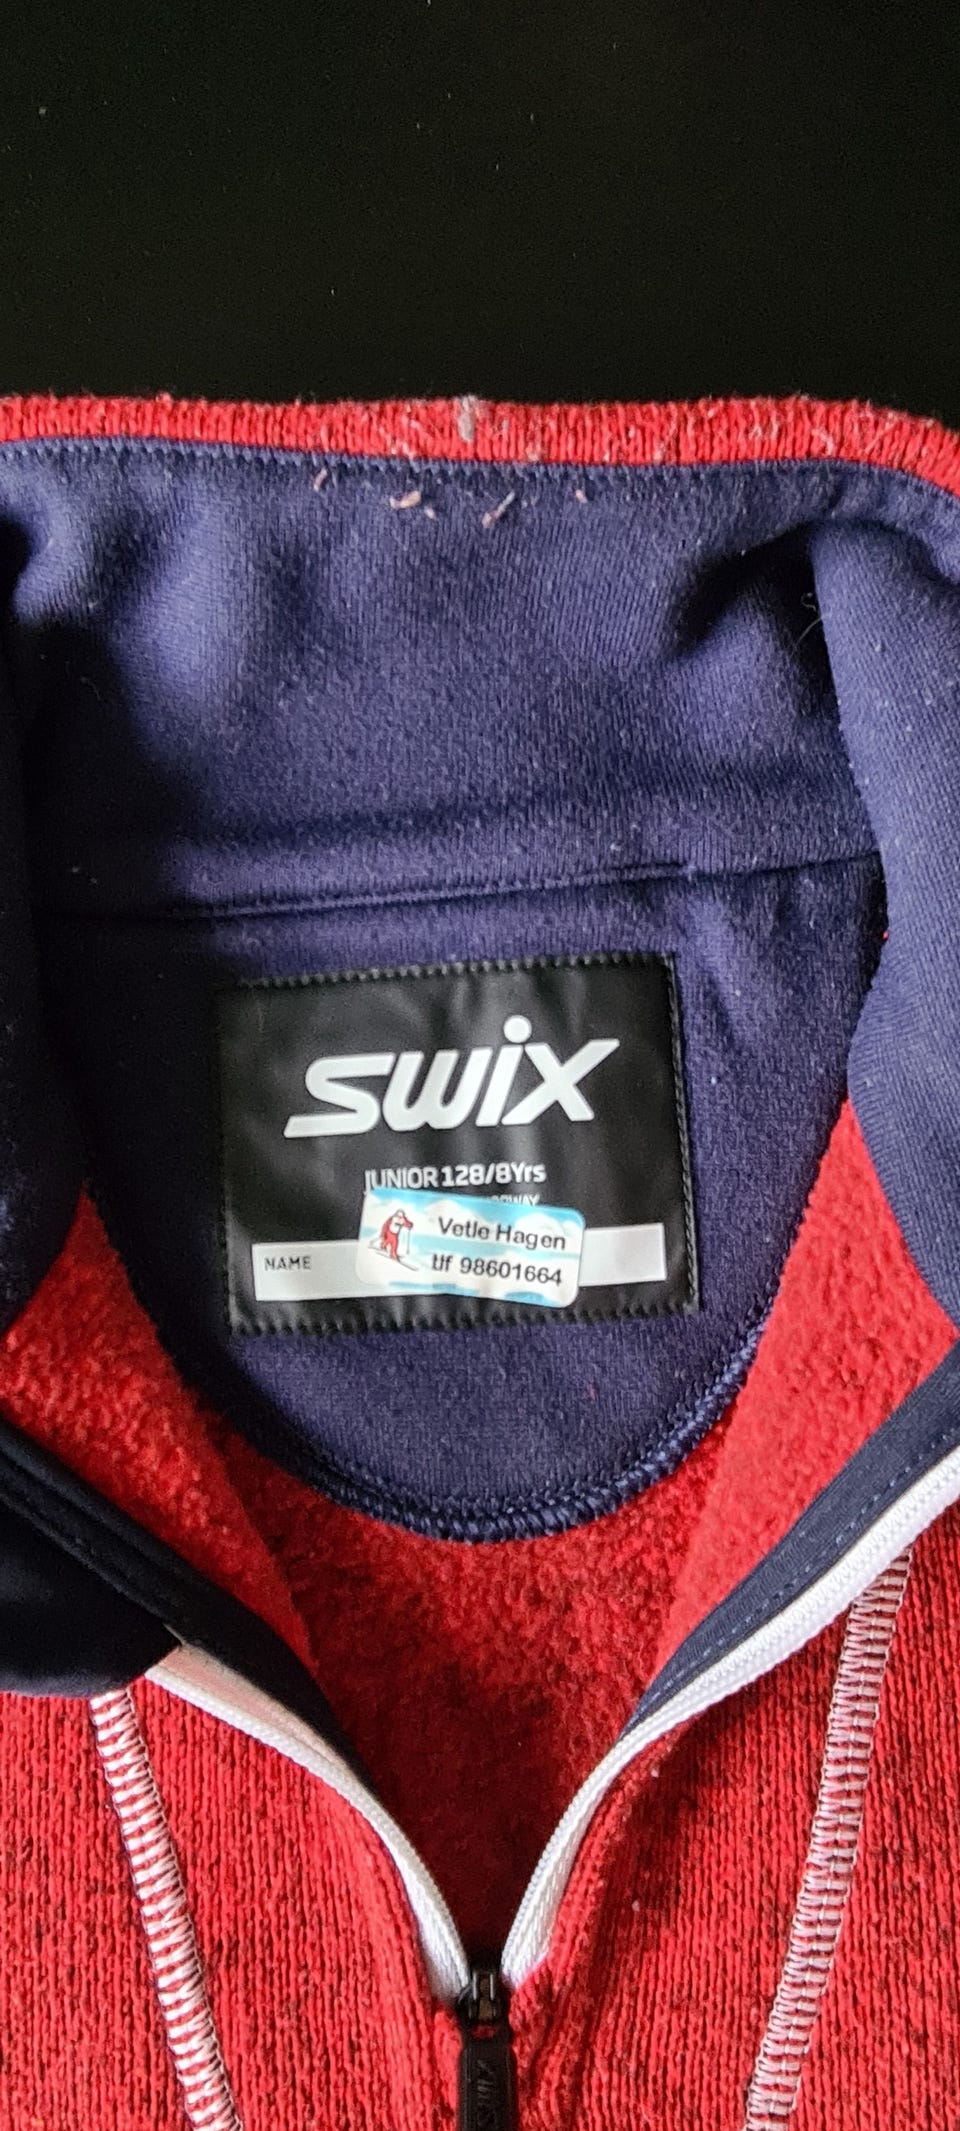 swix
JUNIOR 128/8Yrs
NAME
Vetle Hagen
tlf 98601664